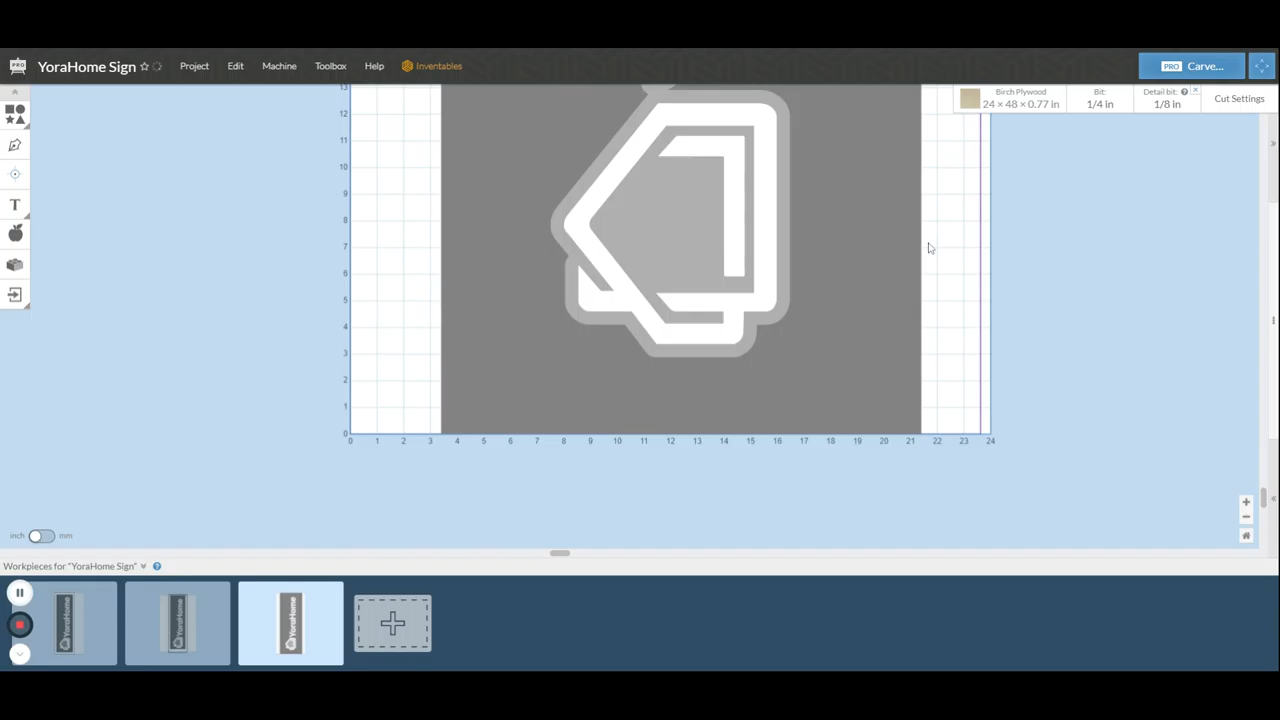 PRO YoraHome Sign Project Edit Machine Toolbox Help Inventables PRO Carve...
Birch Plywood Bit: Detail bit: ?
24 × 48 × 0.77 in 1/4 in 1/8 in Cut Settings
T
13
12
11
10
9
8
7
6
5
4
3
2
1
0
0 1 2 3 4 5 6 7 8 9 10 11 12 13 14 15 16 17 18 19 20 21 22 23 24
inch mm
Workpieces for "YoraHome Sign" ?
YoraHome YoraHome YoraHome